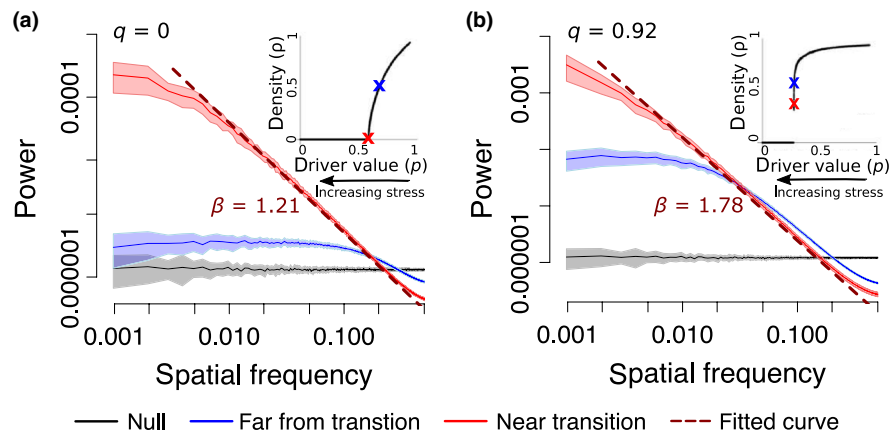 (a)
q = 0
Power
0.0001
0.000001
0.001
0.010
0.100
Spatial frequency
β = 1.21
Density (ρ)
1
0.5
0
0
0.5
1
Driver value (p)
Increasing stress
(b)
q = 0.92
Power
0.001
0.000001
0.001
0.010
0.100
Spatial frequency
β = 1.78
Density (ρ)
1
0.5
0
0
0.5
1
Driver value (p)
Increasing stress
Null
Far from transtion
Near transition
Fitted curve